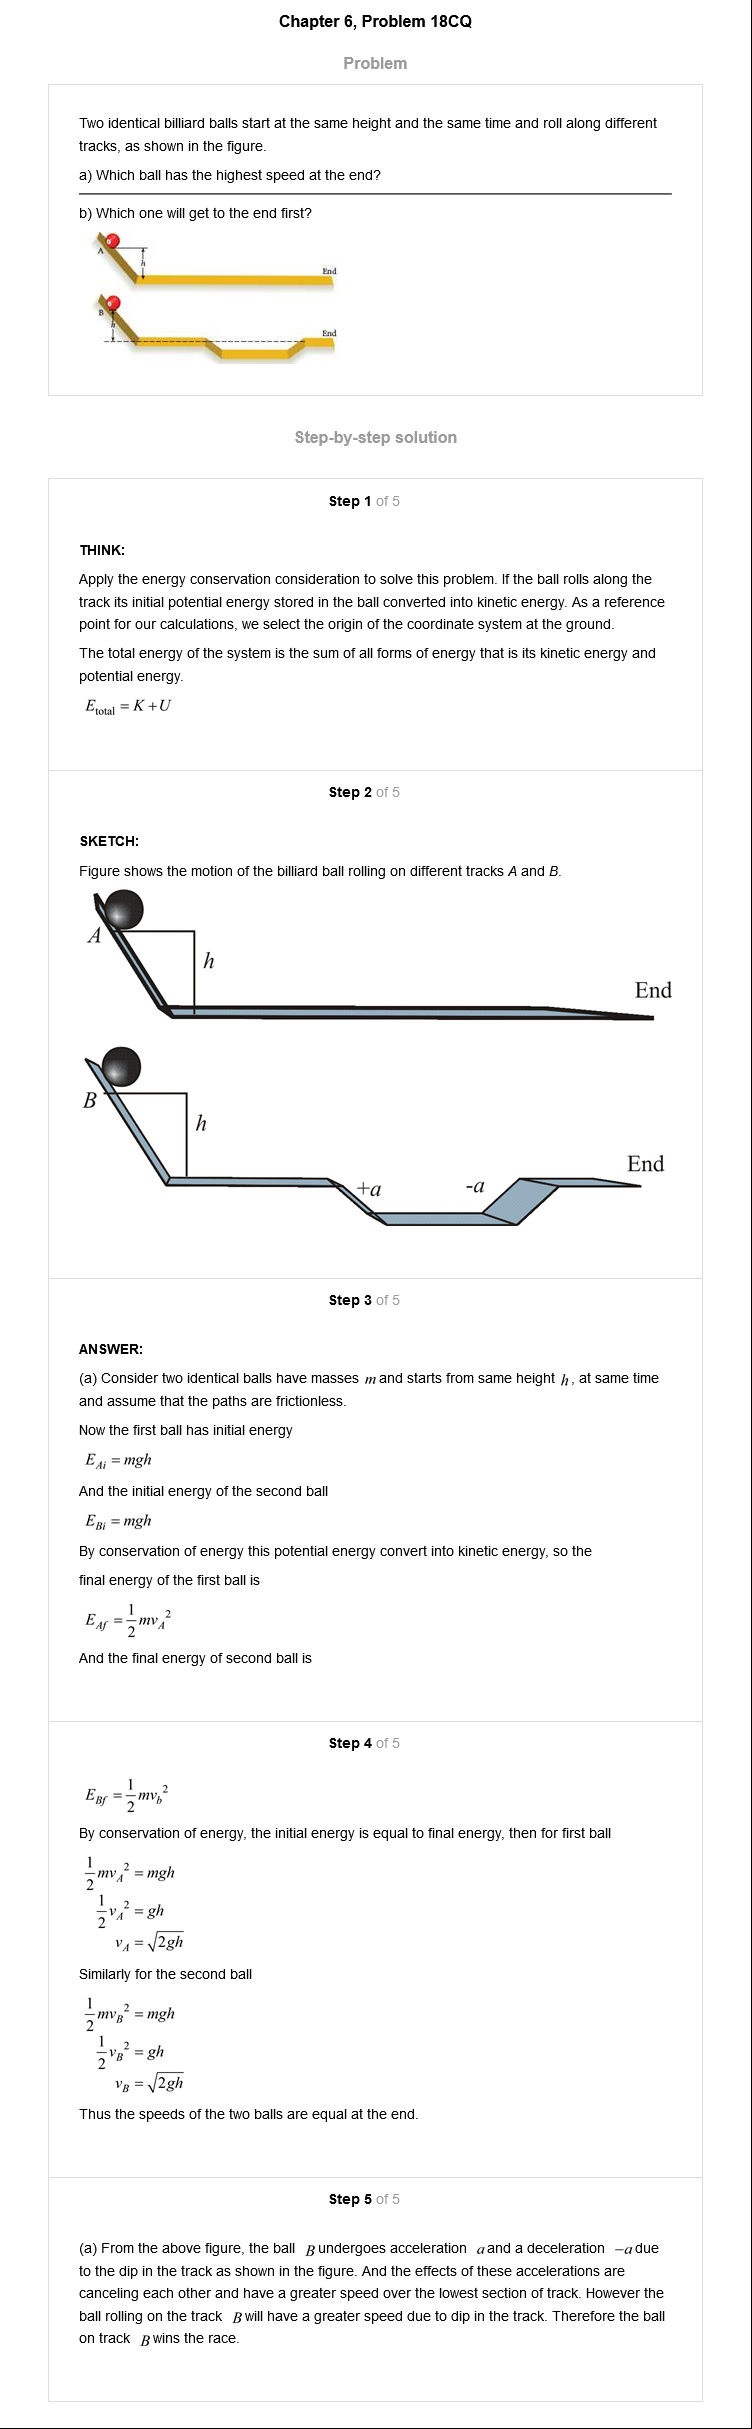 Chapter 6, Problem 18CQ
Problem
Two identical billiard balls start at the same height and the same time and roll along different
tracks, as shown in the figure.
a) Which ball has the highest speed at the end?
b) Which one will get to the end first?
A
h
End
B
h
End
Step-by-step solution
Step 1 of 5
THINK:
Apply the energy conservation consideration to solve this problem. If the ball rolls along the
track its initial potential energy stored in the ball converted into kinetic energy. As a reference
point for our calculations, we select the origin of the coordinate system at the ground.
The total energy of the system is the sum of all forms of energy that is its kinetic energy and
potential energy.
E_total = K + U
Step 2 of 5
SKETCH:
Figure shows the motion of the billiard ball rolling on different tracks A and B.
A
h
End
B
h
End
+a
-a
Step 3 of 5
ANSWER:
(a) Consider two identical balls have masses m and starts from same height h, at same time
and assume that the paths are frictionless.
Now the first ball has initial energy
E_Ai = mgh
And the initial energy of the second ball
E_Bi = mgh
By conservation of energy this potential energy convert into kinetic energy, so the
final energy of the first ball is
E_Af = 1/2 mv_A^2
And the final energy of second ball is
Step 4 of 5
E_Bf = 1/2 mv_b^2
By conservation of energy, the initial energy is equal to final energy, then for first ball
1/2 mv_A^2 = mgh
1/2 v_A^2 = gh
v_A = √2gh
Similarly for the second ball
1/2 mv_B^2 = mgh
1/2 v_B^2 = gh
v_B = √2gh
Thus the speeds of the two balls are equal at the end.
Step 5 of 5
(a) From the above figure, the ball B undergoes acceleration a and a deceleration -a due
to the dip in the track as shown in the figure. And the effects of these accelerations are
canceling each other and have a greater speed over the lowest section of track. However the
ball rolling on the track B will have a greater speed due to dip in the track. Therefore the ball
on track B wins the race.